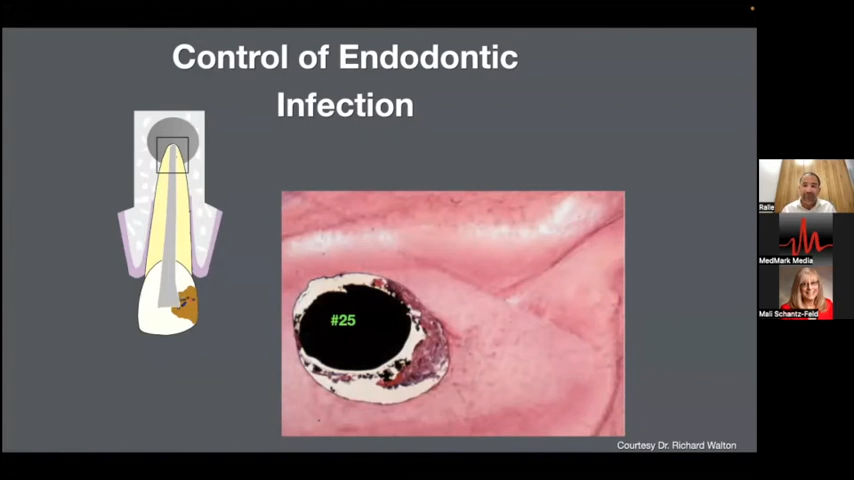 Control of Endodontic
Infection
#25
Courtesy Dr. Richard Walton
Ralle
MedMark Media
Mali Schantz-Feld